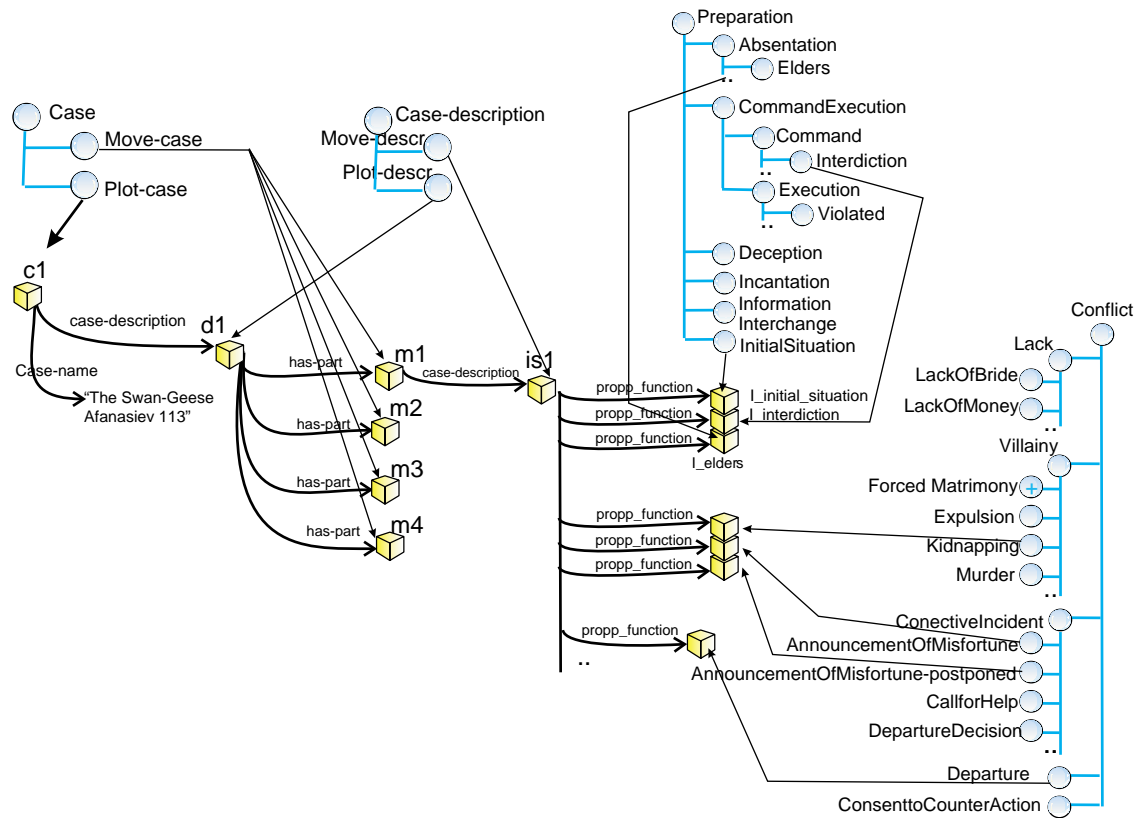 Preparation
Absentation
Elders
..
CommandExecution
Command
Interdiction
..
Execution
Violated
..
Deception
Incantation
Information
Interchange
InitialSituation
Case
Move-case
Plot-case
Case-description
Move-descr
Plot-descr
c1
case-description
d1
Case-name
“The Swan-Geese
Afanasiev 113”
has-part
m1
has-part
m2
has-part
m3
has-part
m4
case-description
is1
propp_function
I_initial_situation
propp_function
I_interdiction
propp_function
I_elders
propp_function
propp_function
propp_function
propp_function
..
Conflict
Lack
LackOfBride
LackOfMoney
..
Villainy
Forced Matrimony
+
Expulsion
Kidnapping
Murder
..
ConectiveIncident
AnnouncementOfMisfortune
AnnouncementOfMisfortune-postponed
CallforHelp
DepartureDecision
..
Departure
ConsenttoCounterAction